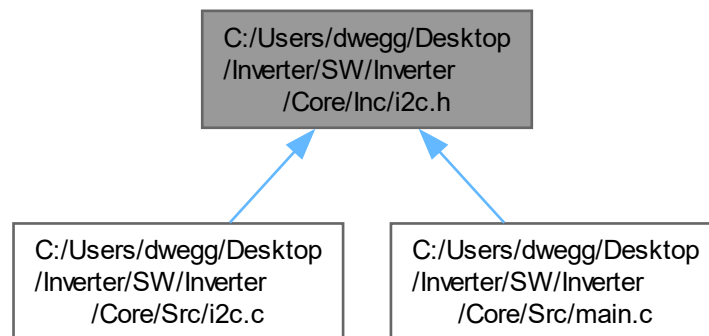 C:/Users/dwegg/Desktop
/Inverter/SW/Inverter
/Core/Inc/i2c.h
C:/Users/dwegg/Desktop
/Inverter/SW/Inverter
/Core/Src/i2c.c
C:/Users/dwegg/Desktop
/Inverter/SW/Inverter
/Core/Src/main.c